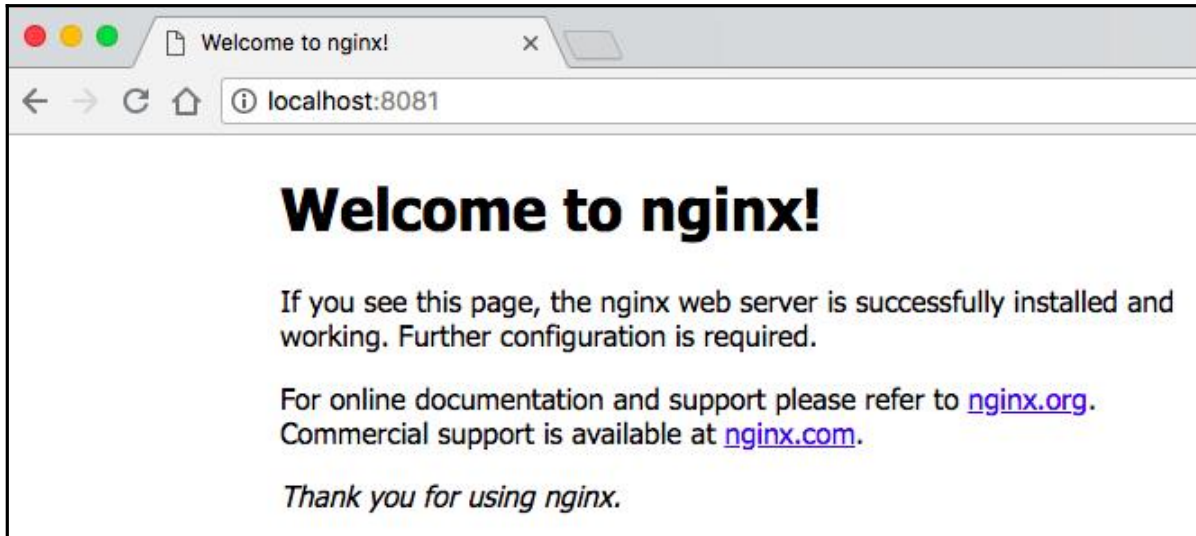 Welcome to nginx!
localhost:8081
Welcome to nginx!
If you see this page, the nginx web server is successfully installed and
working. Further configuration is required.
For online documentation and support please refer to nginx.org.
Commercial support is available at nginx.com.
Thank you for using nginx.